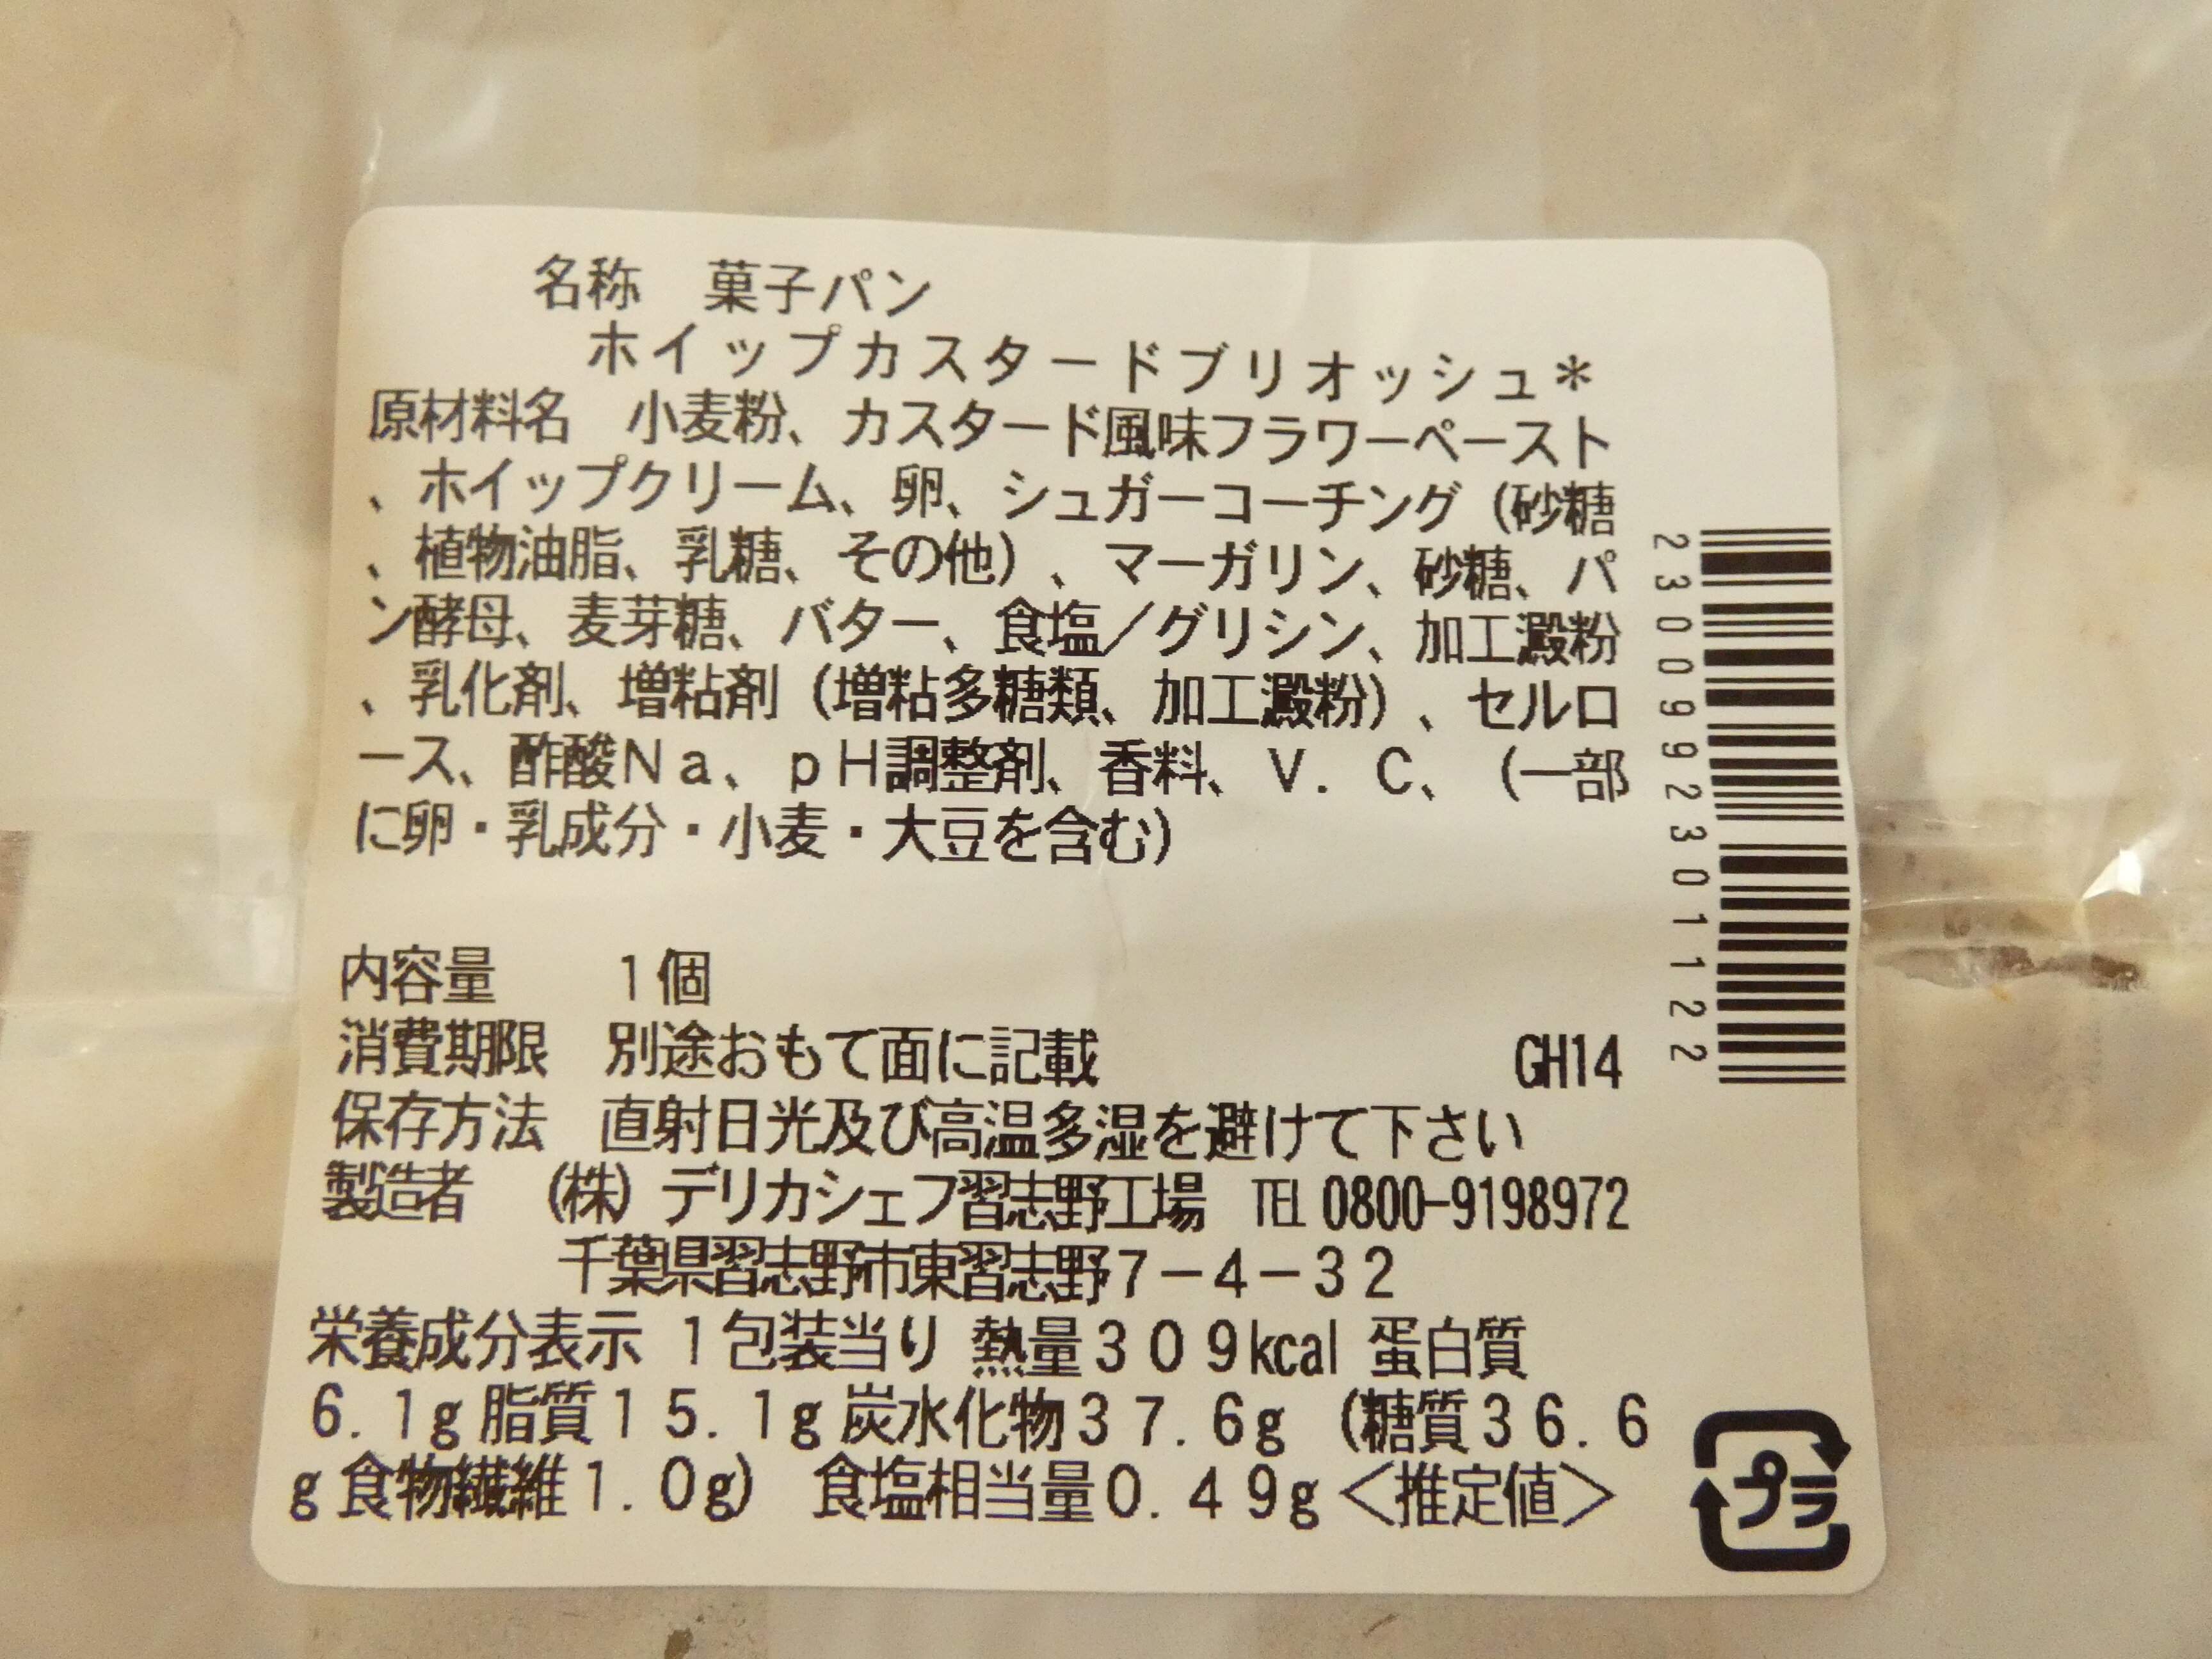 名称　菓子パン
ホイップカスタードブリオッシュ＊
原材料名　小麦粉、カスタード風味フラワーペースト
、ホイップクリーム、卵、シュガーコーチング（砂糖
、植物油脂、乳糖、その他）、マーガリン、砂糖、パ
ン酵母、麦芽糖、バター、食塩／グリシン、加工澱粉
、乳化剤、増粘剤（増粘多糖類、加工澱粉）、セルロ
ース、酢酸Ｎａ、ｐＨ調整剤、香料、Ｖ．Ｃ、（一部
に卵・乳成分・小麦・大豆を含む）
内容量　１個
消費期限　別途おもて面に記載　GH14
保存方法　直射日光及び高温多湿を避けて下さい
製造者　（株）デリカシェフ習志野工場　TEL 0800-9198972
千葉県習志野市東習志野７－４－３２
栄養成分表示 １包装当り 熱量３０９kcal 蛋白質
６．１g 脂質１５．１g 炭水化物３７．６g （糖質３６．６
g 食物繊維１．０g） 食塩相当量０．４９g＜推定値＞
2300992301122
プラ